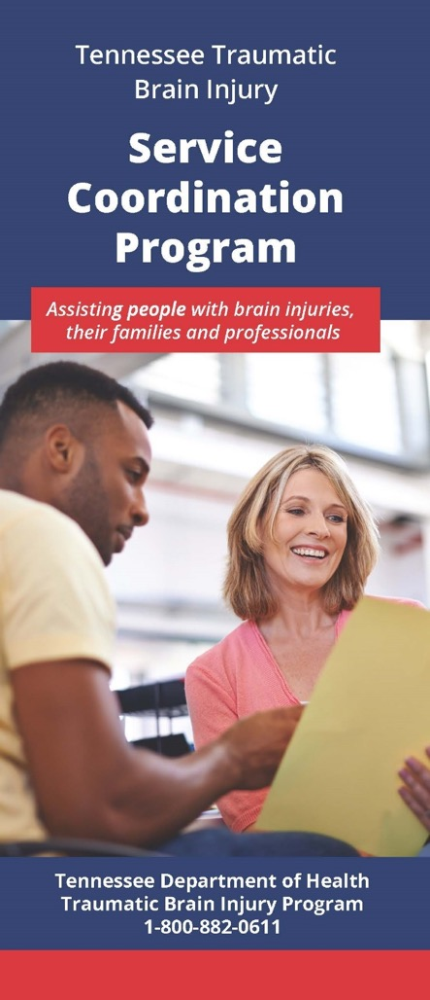 Tennessee Traumatic
Brain Injury
Service
Coordination
Program
Assisting people with brain injuries,
their families and professionals
Tennessee Department of Health
Traumatic Brain Injury Program
1-800-882-0611